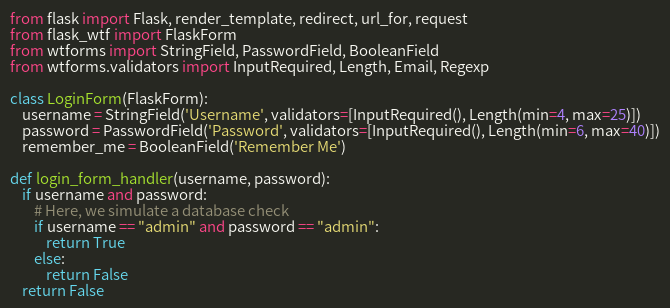 from flask import Flask, render_template, redirect, url_for, request
from flask_wtf import FlaskForm
from wtforms import StringField, PasswordField, BooleanField
from wtforms.validators import InputRequired, Length, Email, Regexp

class LoginForm(FlaskForm):
    username = StringField('Username', validators=[InputRequired(), Length(min=4, max=25)])
    password = PasswordField('Password', validators=[InputRequired(), Length(min=6, max=40)])
    remember_me = BooleanField('Remember Me')

def login_form_handler(username, password):
    if username and password:
        # Here, we simulate a database check
        if username == "admin" and password == "admin":
            return True
        else:
            return False
    return False